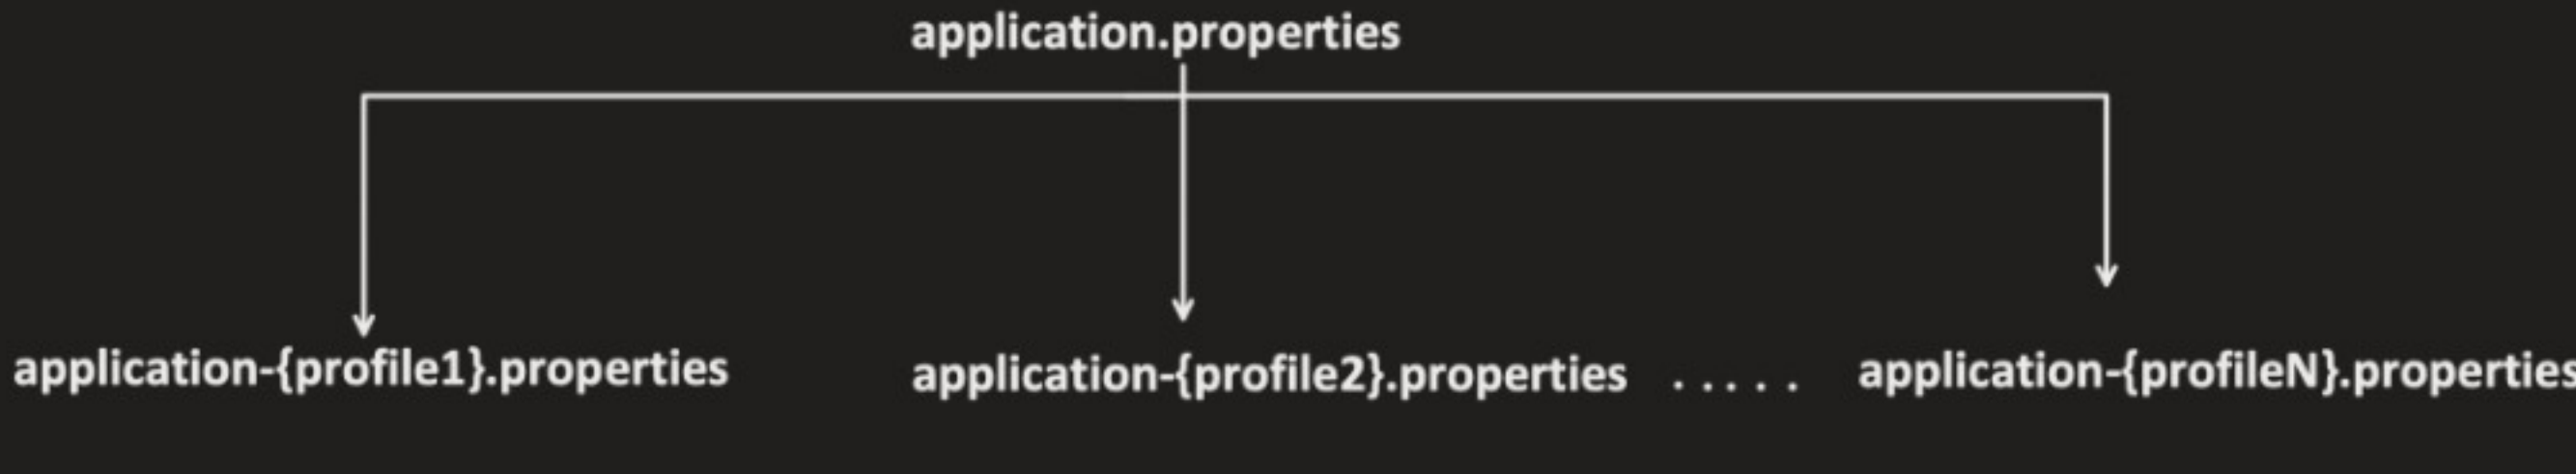 application.properties
application-{profile1}.properties
application-{profile2}.properties . . . . . application-{profileN}.properties